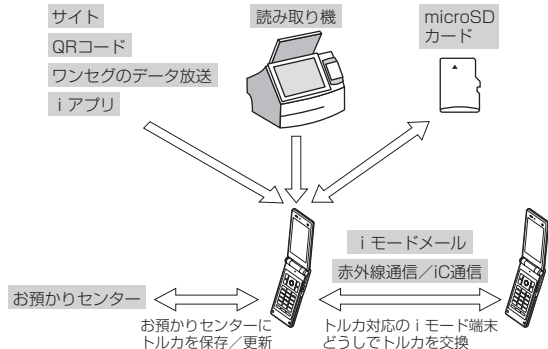 サイト
QRコード
ワンセグのデータ放送
iアプリ
読み取り機
microSD
カード
iモードメール
赤外線通信／iC通信
お預かりセンター
お預かりセンターに
トルカを保存／更新
トルカ対応のiモード端末
どうしでトルカを交換